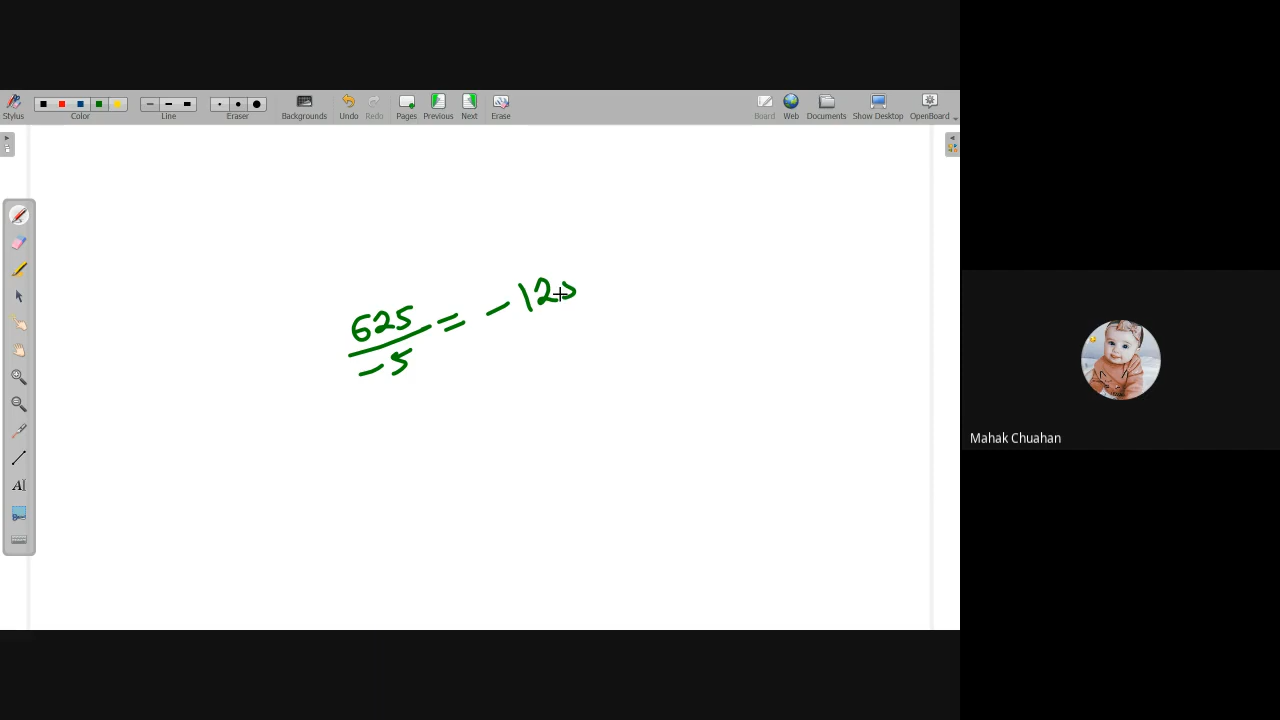 Stylus Color Line Eraser Backgrounds Undo Redo Pages Previous Next Erase Board Web Documents Show Desktop OpenBoard
625
—
-5
= -12
Mahak Chuahan